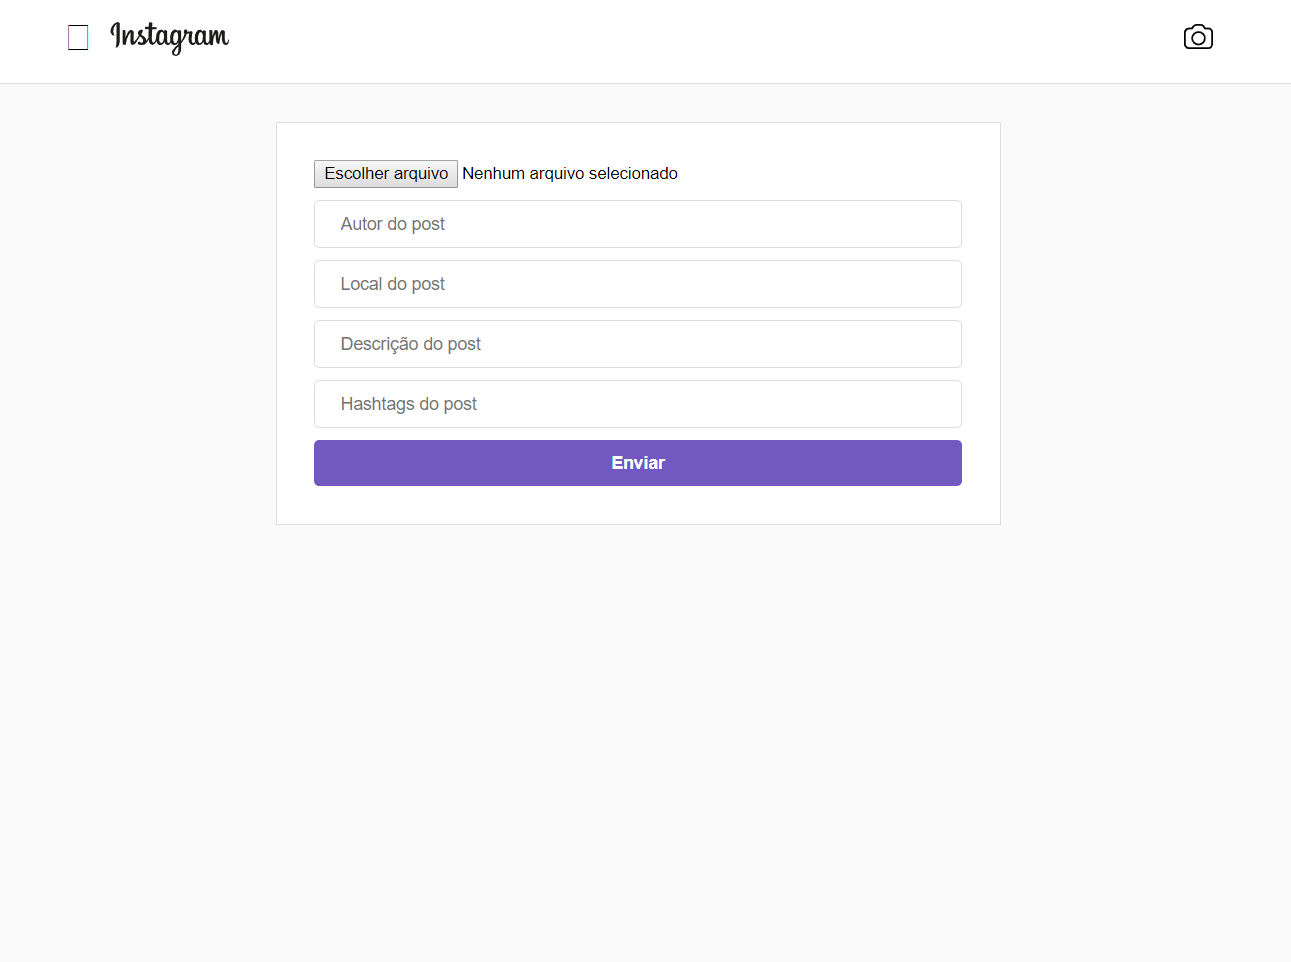 Instagram
Escolher arquivo Nenhum arquivo selecionado
Autor do post
Local do post
Descrição do post
Hashtags do post
Enviar